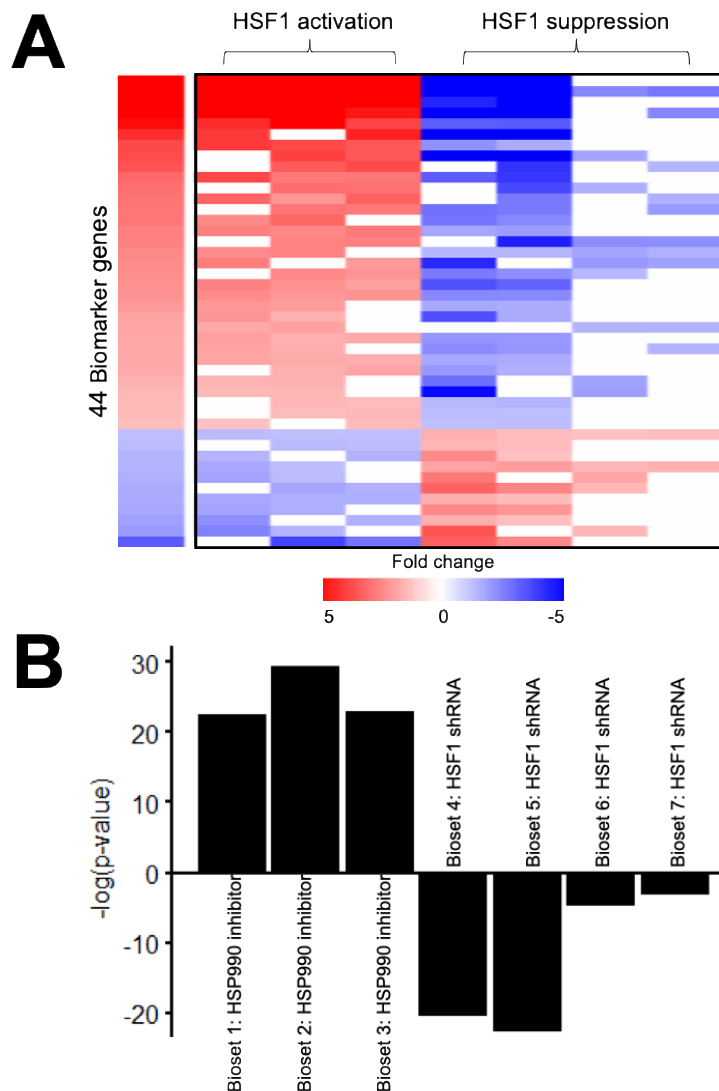 A
HSF1 activation
HSF1 suppression
44 Biomarker genes
Fold change
5
0
-5
B
-log(p-value)
30
20
10
0
-10
-20
Bioset 1: HSP990 inhibitor
Bioset 2: HSP990 inhibitor
Bioset 3: HSP990 inhibitor
Bioset 4: HSF1 shRNA
Bioset 5: HSF1 shRNA
Bioset 6: HSF1 shRNA
Bioset 7: HSF1 shRNA